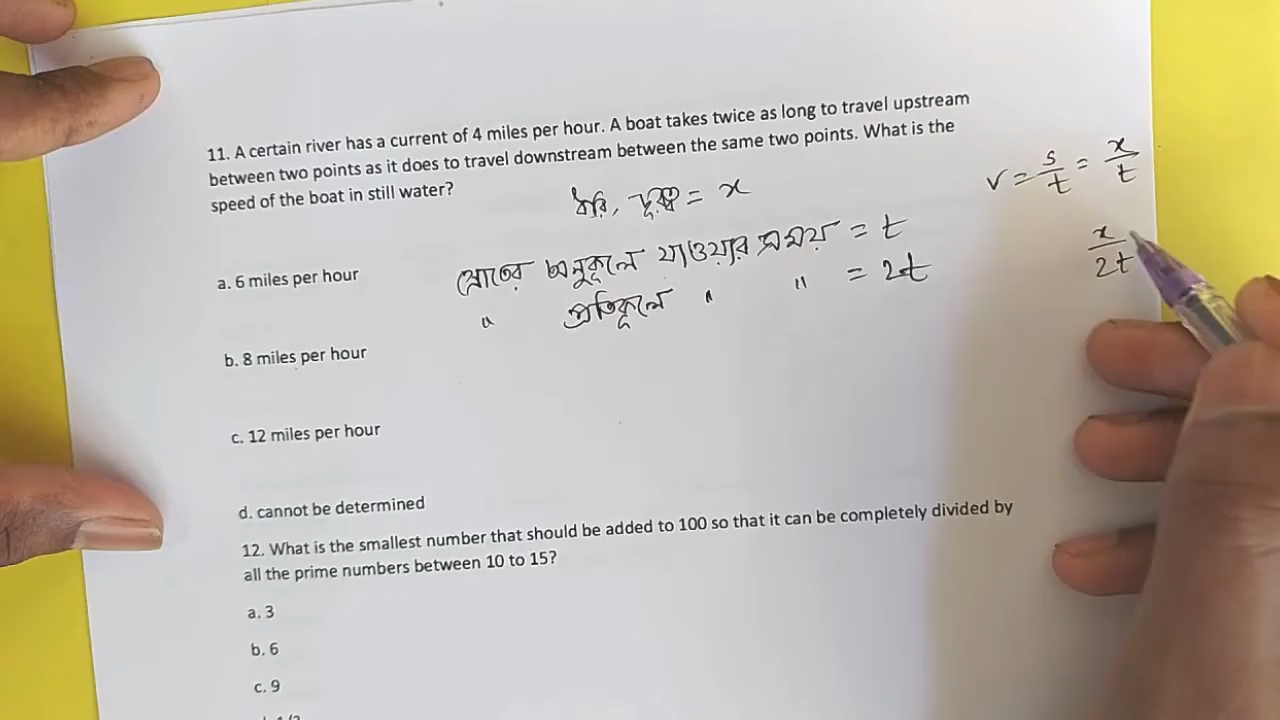 11. A certain river has a current of 4 miles per hour. A boat takes twice as long to travel upstream
between two points as it does to travel downstream between the same two points. What is the
speed of the boat in still water?
ধরি, দূরত্ব = x
v = s/t = x/t
x/2t
স্রোতের অনুকূলে যাওয়ার সময় = t
" প্রতিকূলে " " = 2t
a. 6 miles per hour
b. 8 miles per hour
c. 12 miles per hour
d. cannot be determined
12. What is the smallest number that should be added to 100 so that it can be completely divided by
all the prime numbers between 10 to 15?
a. 3
b. 6
c. 9